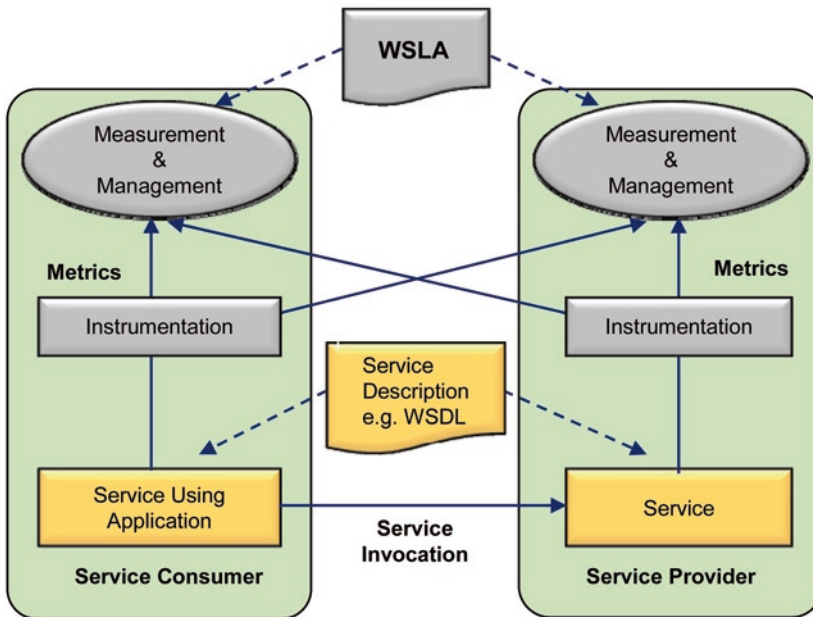 WSLA
Measurement
&
Management
Measurement
&
Management
Metrics
Metrics
Instrumentation
Instrumentation
Service
Description
e.g. WSDL
Service Using
Application
Service
Service
Invocation
Service Consumer
Service Provider